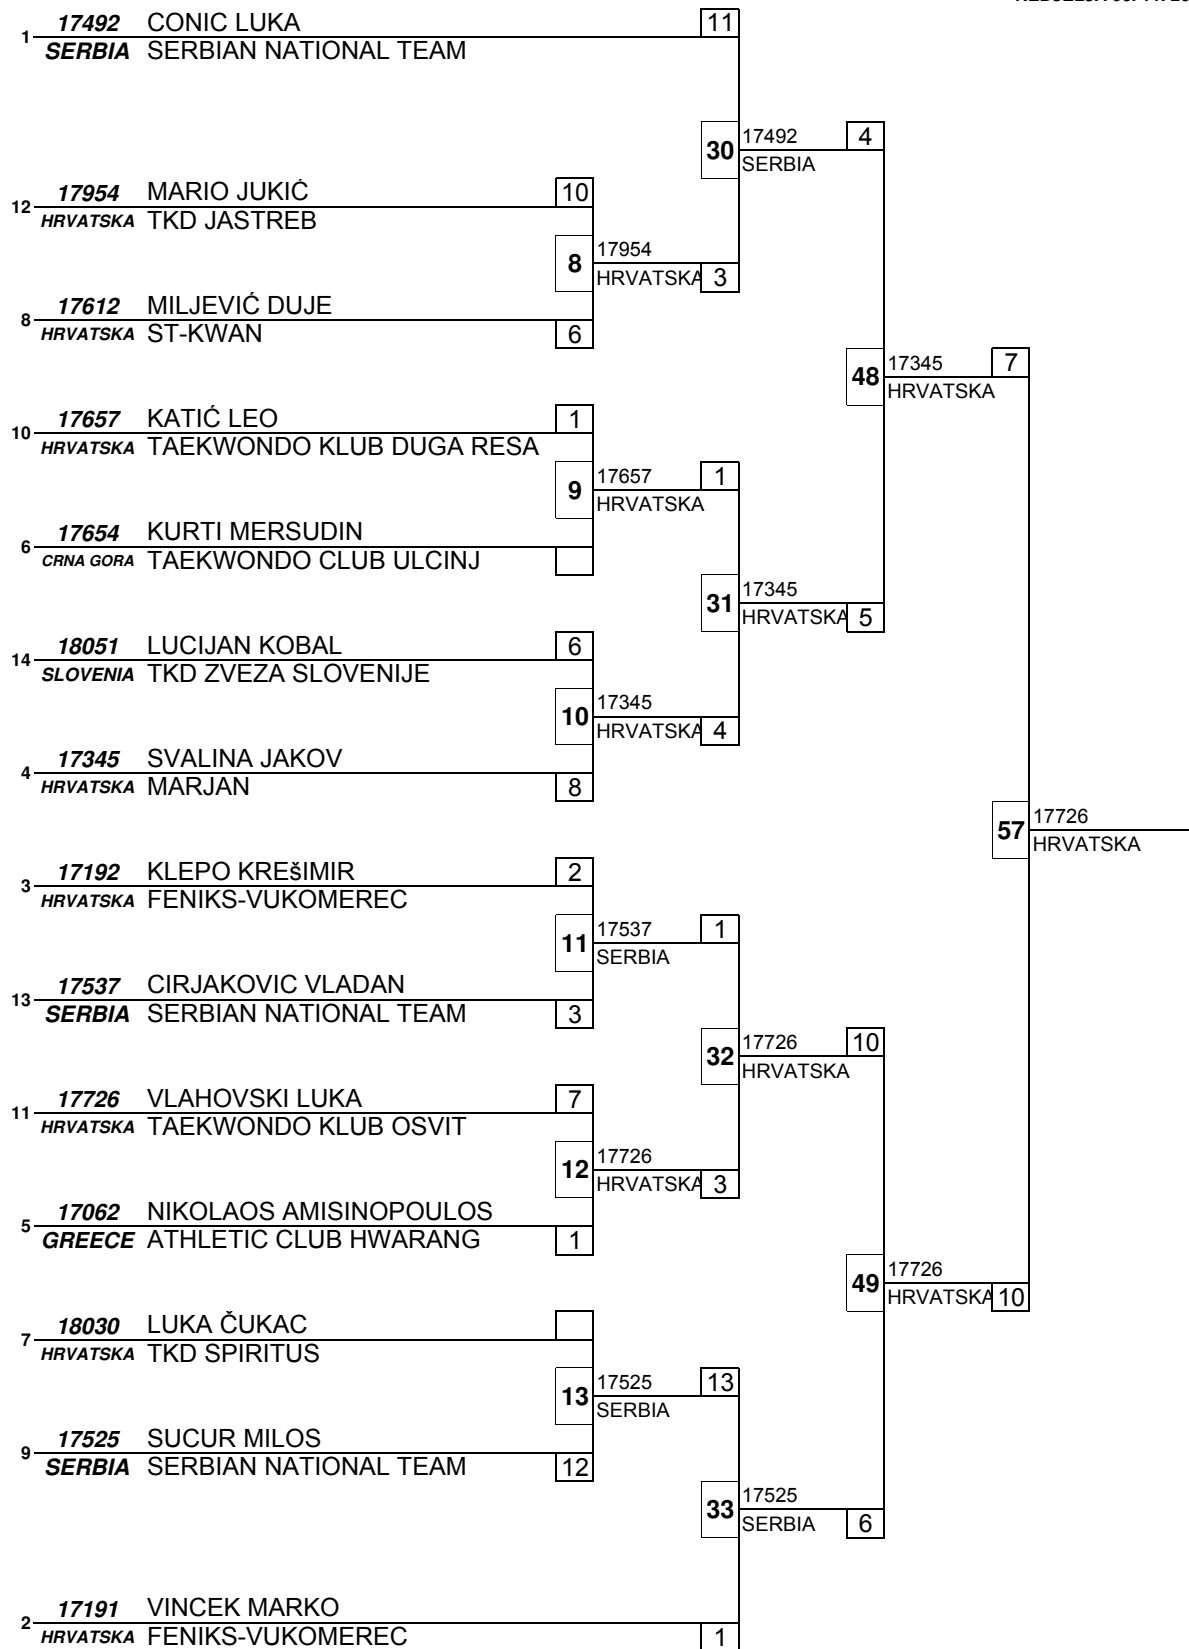 17492 CONIC LUKA 11
1 SERBIA SERBIAN NATIONAL TEAM
30 17492 4
SERBIA
17954 MARIO JUKIĆ 10
12 HRVATSKA TKD JASTREB
8 17954
HRVATSKA 3
17612 MILJEVIĆ DUJE
8 HRVATSKA ST-KWAN 6
48 17345 7
HRVATSKA
17657 KATIĆ LEO 1
10 HRVATSKA TAEKWONDO KLUB DUGA RESA
9 17657 1
HRVATSKA
17654 KURTI MERSUDIN
6 CRNA GORA TAEKWONDO CLUB ULCINJ
31 17345
HRVATSKA 5
18051 LUCIJAN KOBAL 6
14 SLOVENIA TKD ZVEZA SLOVENIJE
10 17345
HRVATSKA 4
17345 SVALINA JAKOV
4 HRVATSKA MARJAN 8
57 17726
HRVATSKA
17192 KLEPO KREšIMIR 2
3 HRVATSKA FENIKS-VUKOMEREC
11 17537 1
SERBIA
17537 CIRJAKOVIC VLADAN
13 SERBIA SERBIAN NATIONAL TEAM 3
32 17726 10
HRVATSKA
17726 VLAHOVSKI LUKA 7
11 HRVATSKA TAEKWONDO KLUB OSVIT
12 17726
HRVATSKA 3
17062 NIKOLAOS AMISINOPOULOS
5 GREECE ATHLETIC CLUB HWARANG 1
49 17726
HRVATSKA 10
18030 LUKA ČUKAC
7 HRVATSKA TKD SPIRITUS
13 17525 13
SERBIA
17525 SUCUR MILOS
9 SERBIA SERBIAN NATIONAL TEAM 12
33 17525
SERBIA 6
17191 VINCEK MARKO
2 HRVATSKA FENIKS-VUKOMEREC 1